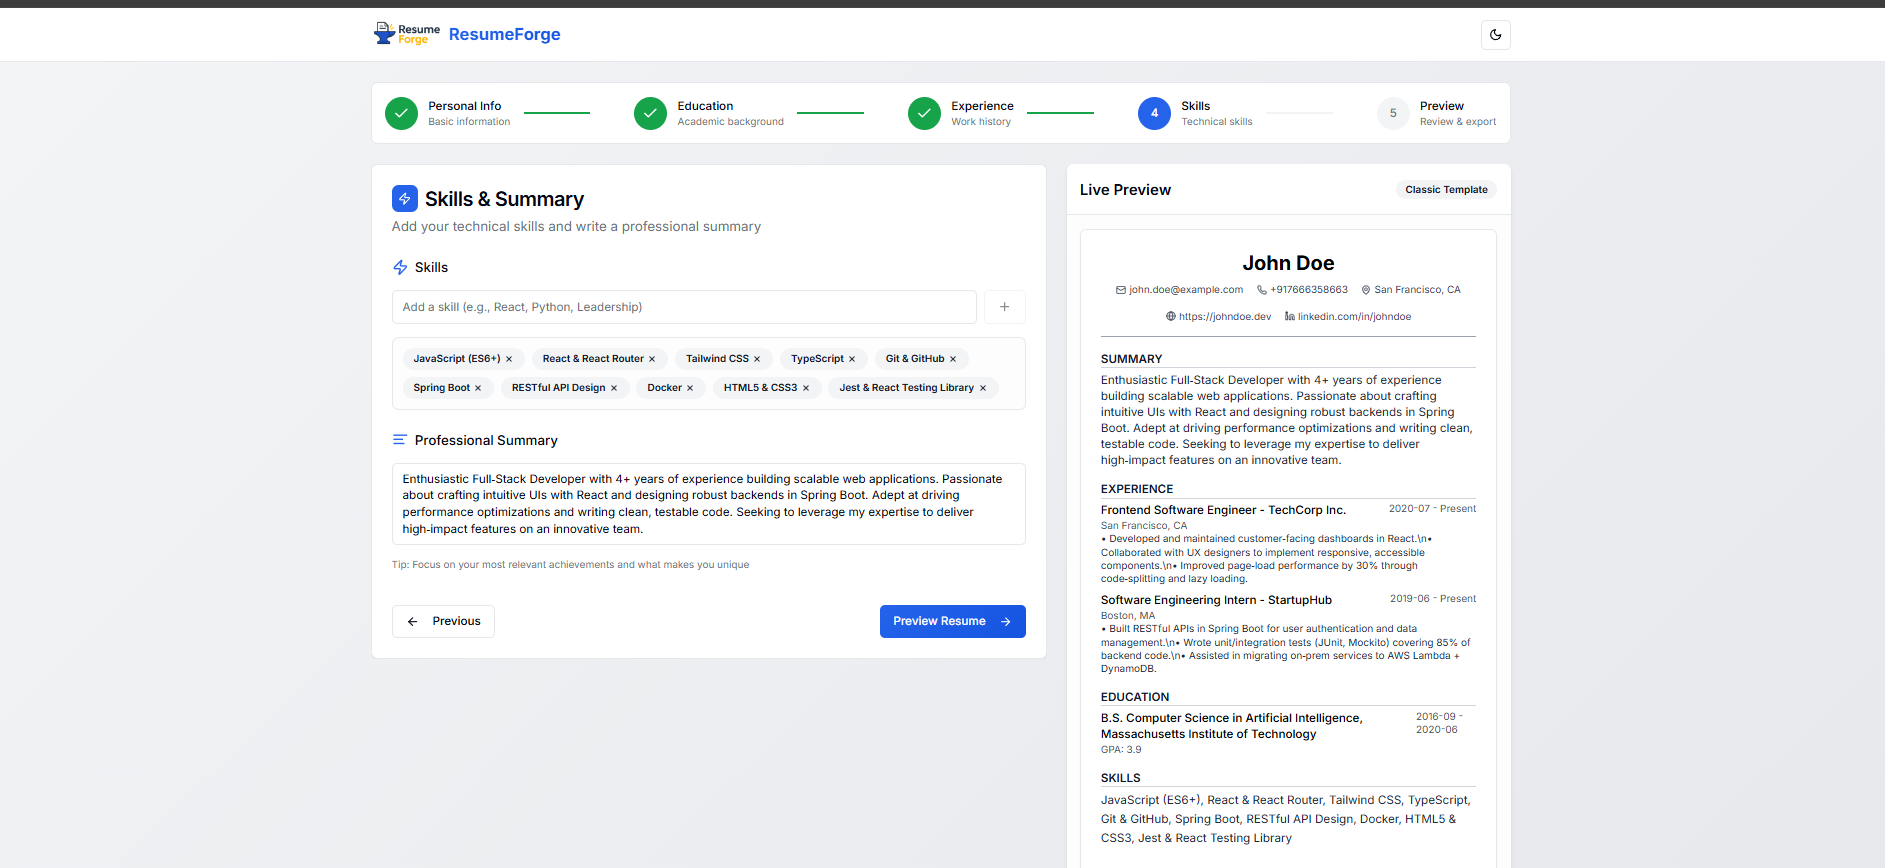 Resume
Forge
ResumeForge
Personal Info
Basic information
Education
Academic background
Experience
Work history
4
Skills
Technical skills
5
Preview
Review & export
Skills & Summary
Add your technical skills and write a professional summary
Skills
Add a skill (e.g., React, Python, Leadership)
JavaScript (ES6+) × React & React Router × Tailwind CSS × TypeScript × Git & GitHub ×
Spring Boot × RESTful API Design × Docker × HTML5 & CSS3 × Jest & React Testing Library ×
Professional Summary
Enthusiastic Full-Stack Developer with 4+ years of experience building scalable web applications. Passionate
about crafting intuitive UIs with React and designing robust backends in Spring Boot. Adept at driving
performance optimizations and writing clean, testable code. Seeking to leverage my expertise to deliver
high-impact features on an innovative team.
Tip: Focus on your most relevant achievements and what makes you unique
Previous
Preview Resume
Live Preview
Classic Template
John Doe
john.doe@example.com +917666358663 San Francisco, CA
https://johndoe.dev linkedin.com/in/johndoe
SUMMARY
Enthusiastic Full-Stack Developer with 4+ years of experience
building scalable web applications. Passionate about crafting
intuitive UIs with React and designing robust backends in Spring
Boot. Adept at driving performance optimizations and writing clean,
testable code. Seeking to leverage my expertise to deliver
high-impact features on an innovative team.
EXPERIENCE
Frontend Software Engineer - TechCorp Inc. 2020-07 - Present
San Francisco, CA
• Developed and maintained customer-facing dashboards in React.\n•
Collaborated with UX designers to implement responsive, accessible
components.\n• Improved page-load performance by 30% through
code-splitting and lazy loading.
Software Engineering Intern - StartupHub 2019-06 - Present
Boston, MA
• Built RESTful APIs in Spring Boot for user authentication and data
management.\n• Wrote unit/integration tests (JUnit, Mockito) covering 85% of
backend code.\n• Assisted in migrating on-prem services to AWS Lambda +
DynamoDB.
EDUCATION
B.S. Computer Science in Artificial Intelligence, 2016-09 -
Massachusetts Institute of Technology 2020-06
GPA: 3.9
SKILLS
JavaScript (ES6+), React & React Router, Tailwind CSS, TypeScript,
Git & GitHub, Spring Boot, RESTful API Design, Docker, HTML5 &
CSS3, Jest & React Testing Library